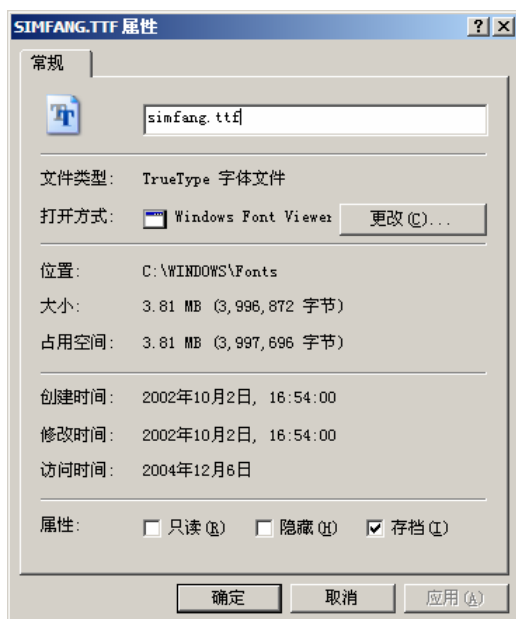 SIMFANG.TTF 属性
常规
simfang.ttf
文件类型: TrueType 字体文件
打开方式: Windows Font Viewer 更改(C)...
位置: C:\WINDOWS\Fonts
大小: 3.81 MB (3,996,872 字节)
占用空间: 3.81 MB (3,997,696 字节)
创建时间: 2002年10月2日, 16:54:00
修改时间: 2002年10月2日, 16:54:00
访问时间: 2004年12月6日
属性: 只读(R) 隐藏(H) 存档(I)
确定 取消 应用(A)